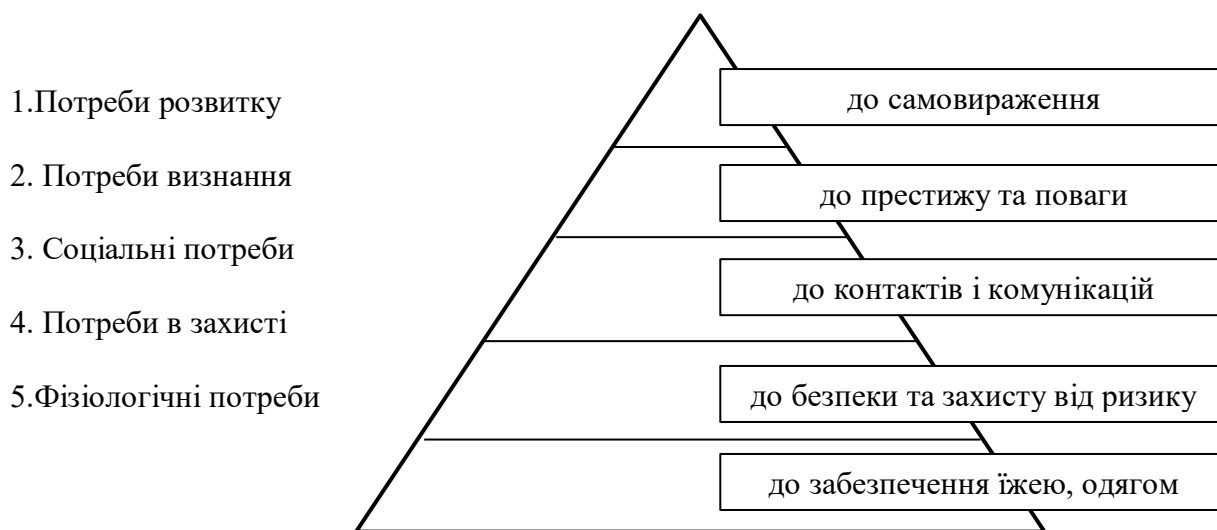 1.Потреби розвитку
до самовираження
2. Потреби визнання
до престижу та поваги
3. Соціальні потреби
до контактів і комунікацій
4. Потреби в захисті
до безпеки та захисту від ризику
5.Фізіологічні потреби
до забезпечення їжею, одягом